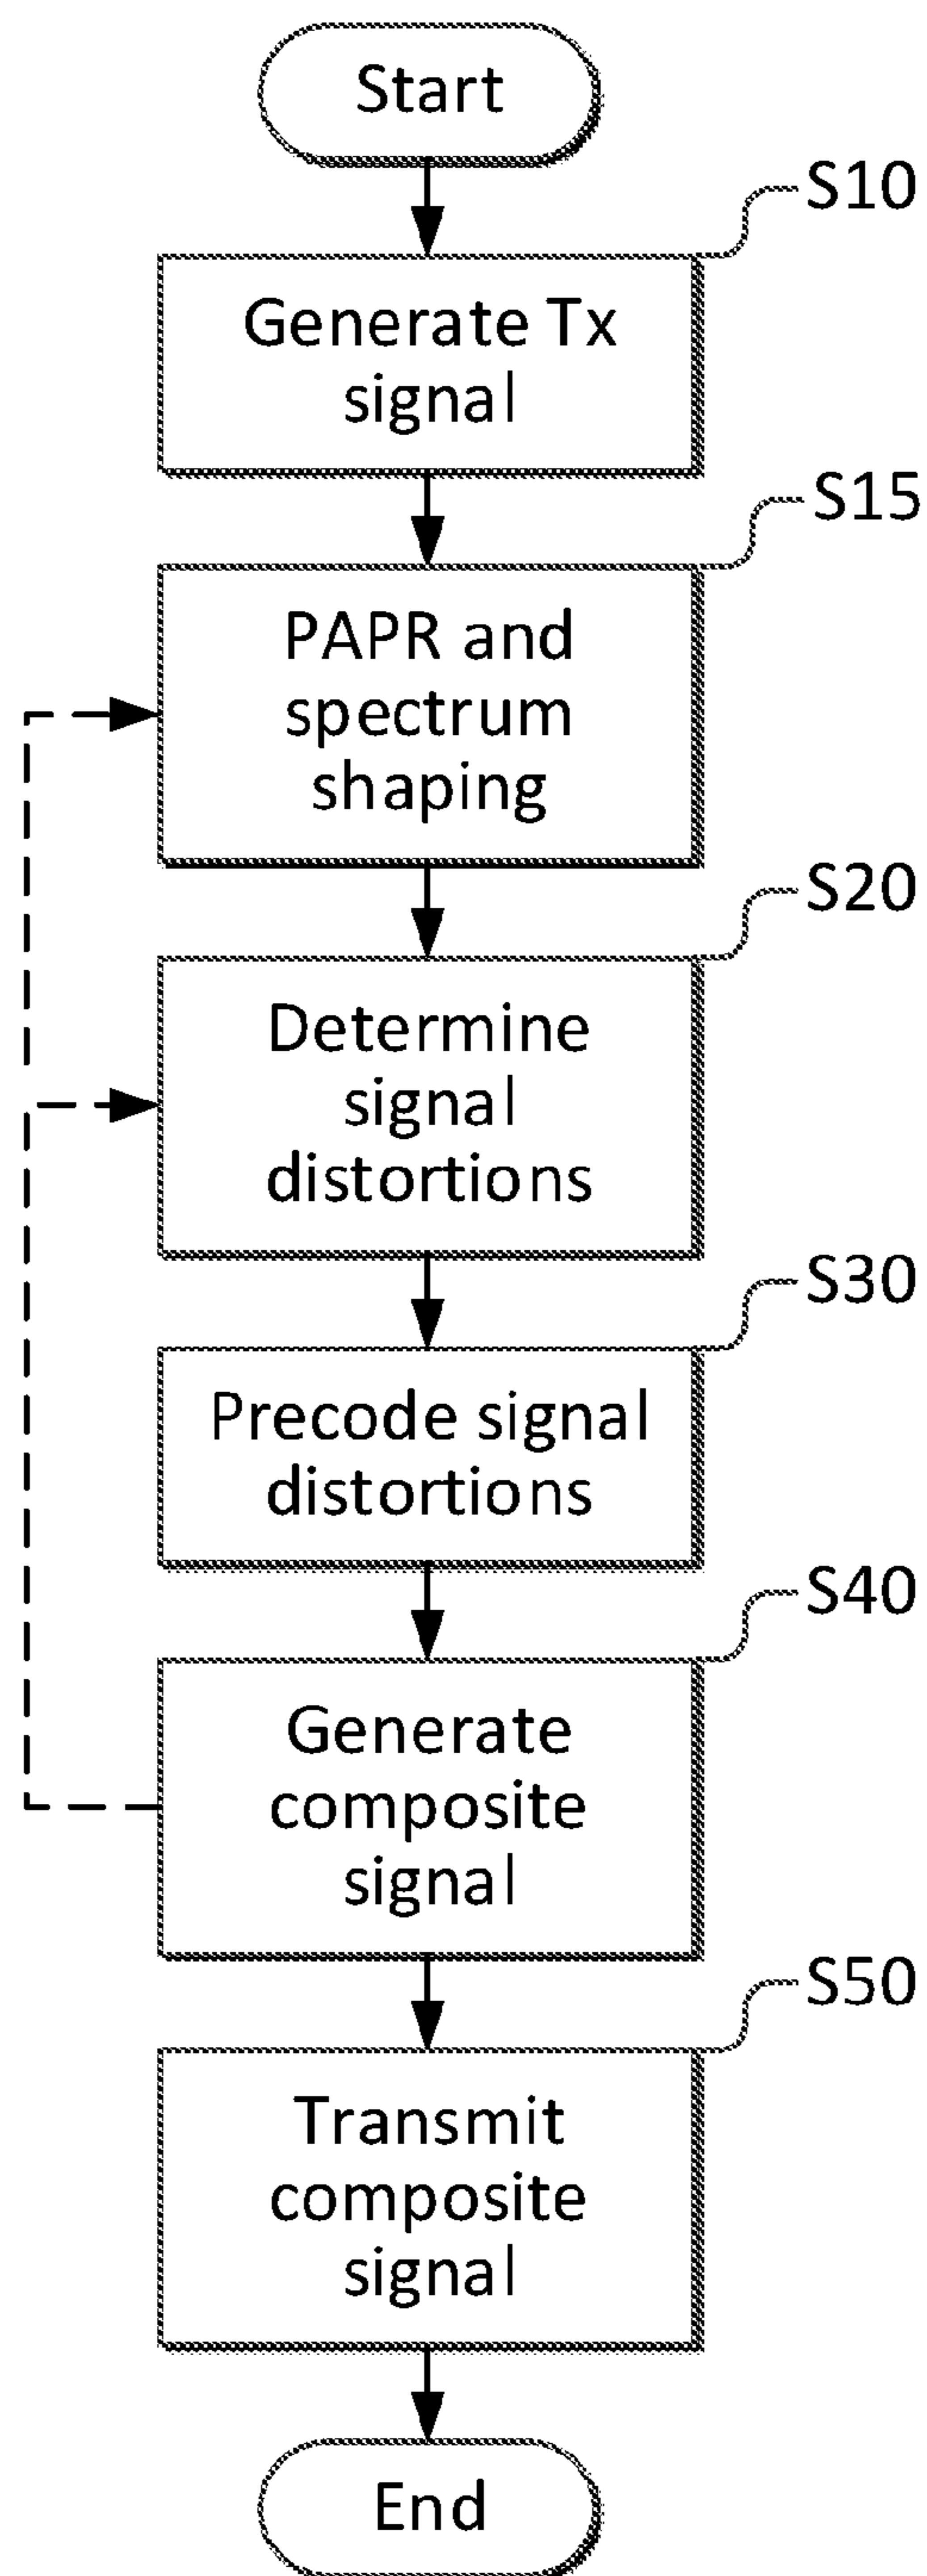 Start
S10
Generate Tx
signal
S15
PAPR and
spectrum
shaping
S20
Determine
signal
distortions
S30
Precode signal
distortions
S40
Generate
composite
signal
S50
Transmit
composite
signal
End